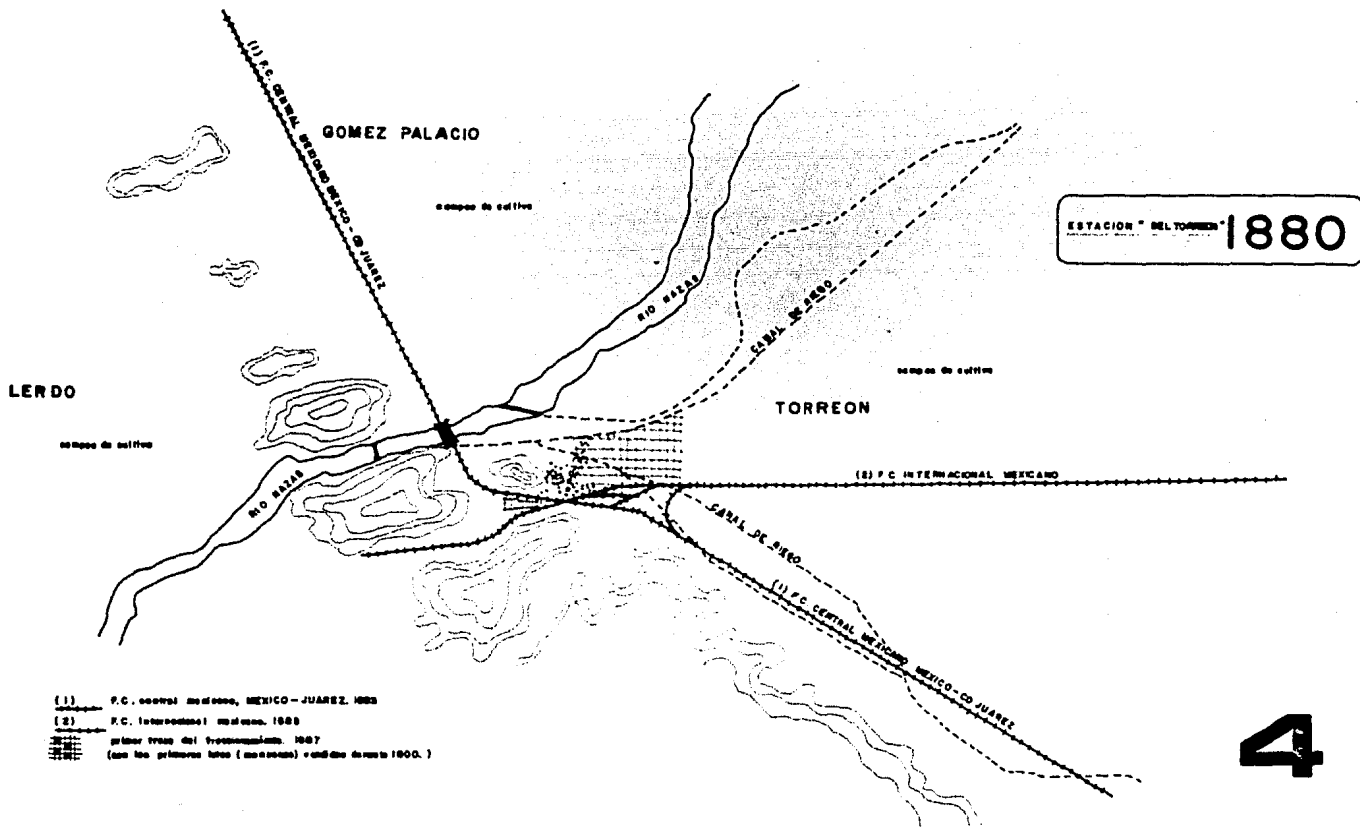 (1) F.C. CENTRAL MEXICANO MEXICO-CD JUAREZ
GOMEZ PALACIO
campos de cultivo
ESTACION "DEL TORREON" 1880
RIO NAZAS
CANAL DE RIEGO
campos de cultivo
LERDO
TORREON
campos de cultivo
(2) F.C. INTERNACIONAL MEXICANO
RIO NAZAS
CANAL DE RIEGO
(1) F.C. CENTRAL MEXICANO MEXICO-CD JUAREZ
(1) F.C. central mexicano, MEXICO-JUAREZ.
(2) F.C. internacional mexicano.
primer trazo del fraccionamiento. 1887
(con los primeros lotes (manzanas) vendidos durante 1900.)
4